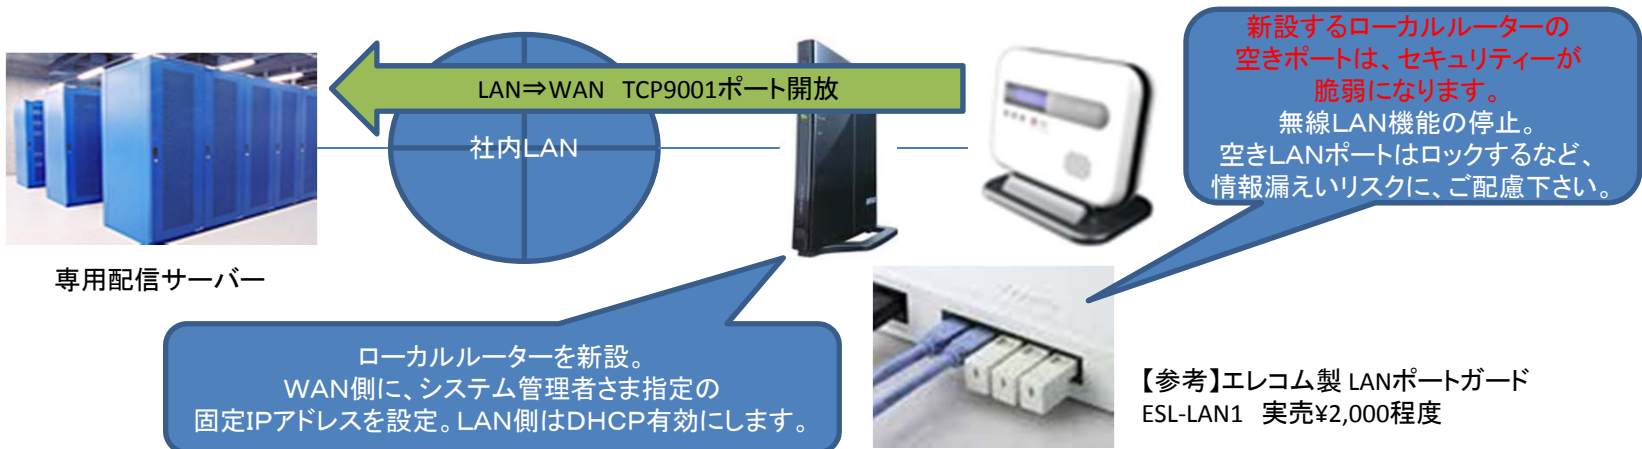 新設するローカルルーターの
空きポートは、セキュリティーが
脆弱になります。
無線LAN機能の停止。
空きLANポートはロックするなど、
情報漏えいリスクに、ご配慮下さい。
LAN⇒WAN TCP9001ポート開放
社内LAN
専用配信サーバー
ローカルルーターを新設。
WAN側に、システム管理者さま指定の
固定IPアドレスを設定。LAN側はDHCP有効にします。
【参考】エレコム製 LANポートガード
ESL-LAN1 実売¥2,000程度